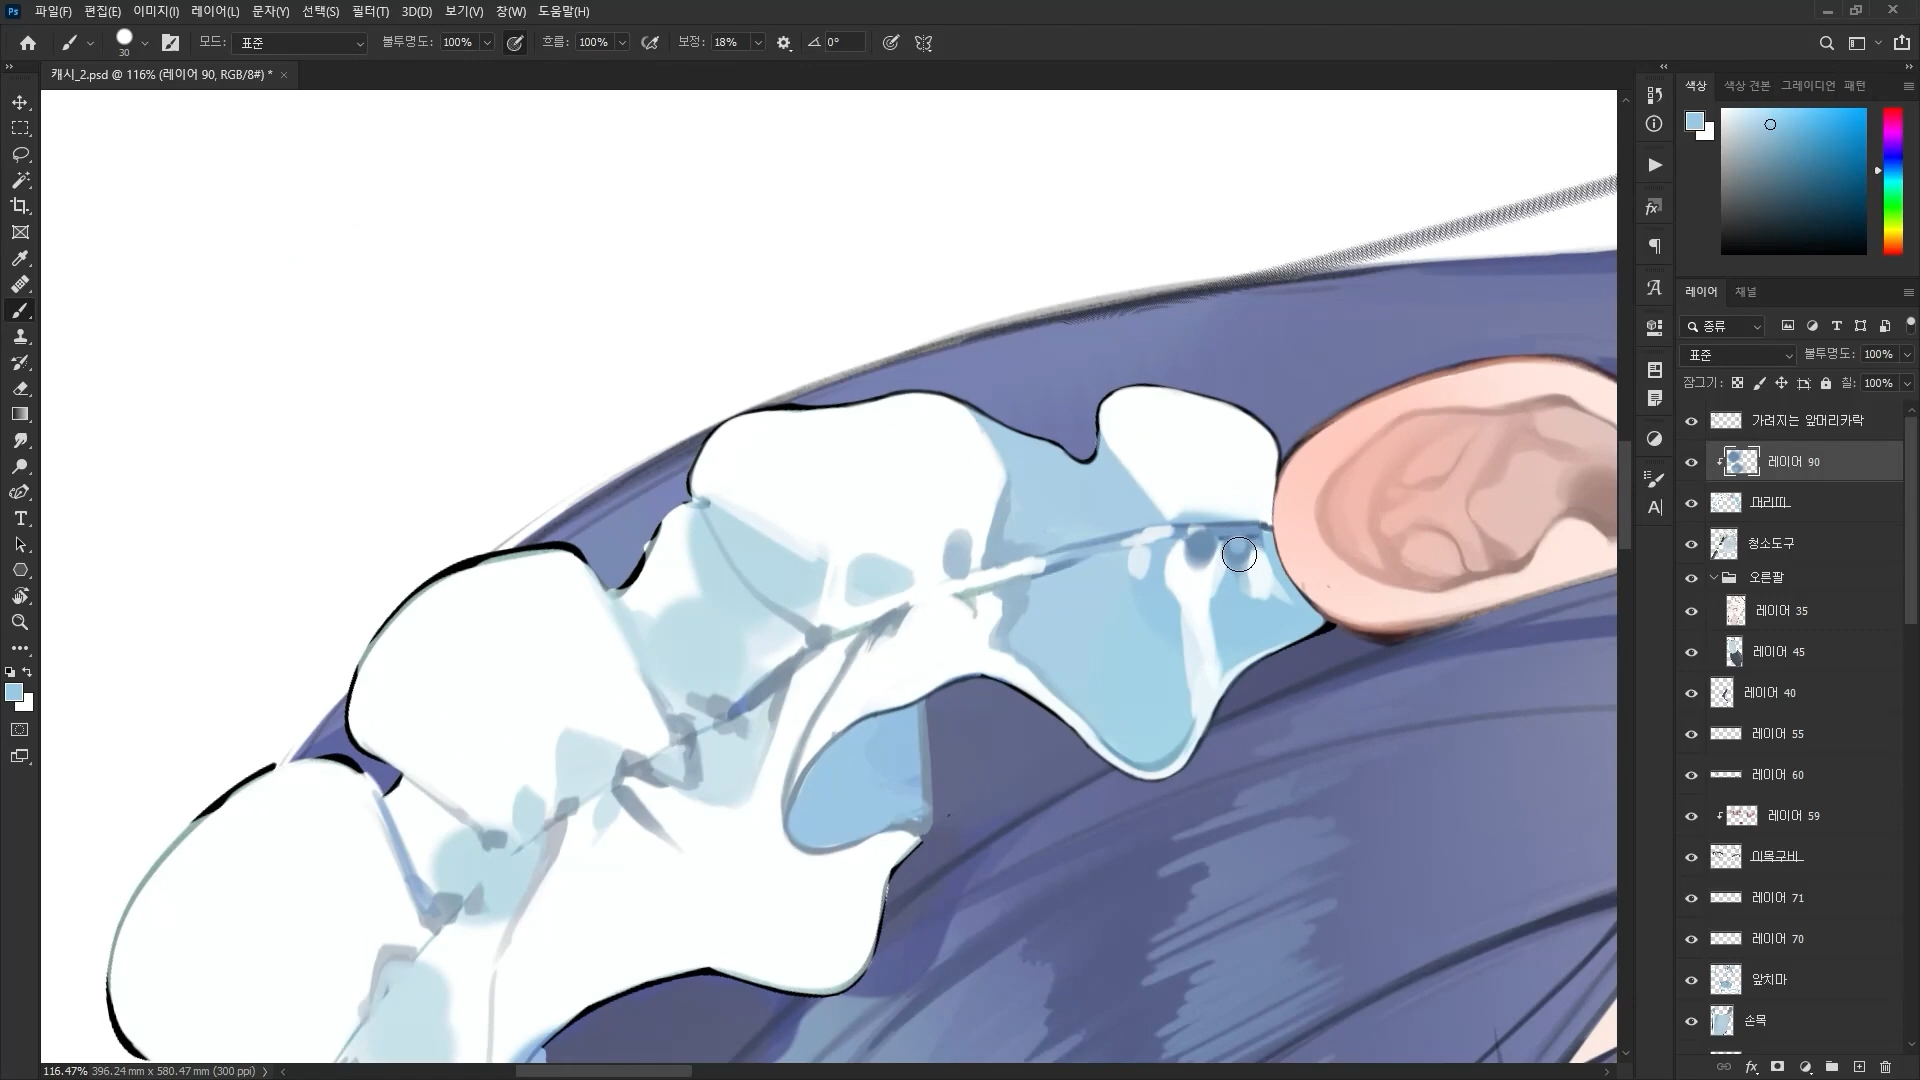 Ps 파일(F) 편집(E) 이미지(I) 레이어(L) 문자(Y) 선택(S) 필터(T) 3D(D) 보기(V) 창(W) 도움말(H)
30 모드: 표준 불투명도: 100% 흐름: 100% 보정: 18% 0°
캐시_2.psd @ 116% (레이어 90, RGB/8#) *
색상 색상 견본 그레이디언 패턴
레이어 채널
종류
표준 불투명도: 100%
잠그기: 칠: 100%
가려지는 앞머리카락
레이어 90
머리띠
청소도구
오른팔
레이어 35
레이어 45
레이어 40
레이어 55
레이어 60
레이어 59
이목구비
레이어 71
레이어 70
앞치마
손목
116.47% 396.24 mm x 580.47 mm (300 ppi)